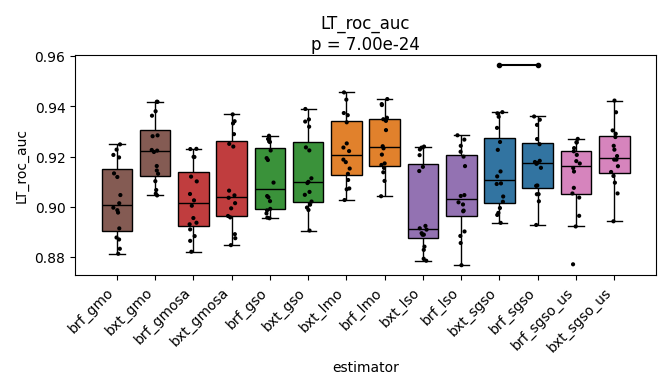 LT_roc_auc
p = 7.00e-24
LT_roc_auc
0.96
0.94
0.92
0.90
0.88
brf_gmo
bxt_gmo
brf_gmosa
bxt_gmosa
brf_gso
bxt_gso
bxt_lmo
brf_lmo
bxt_lso
brf_lso
bxt_sgso
brf_sgso
brf_sgso_us
bxt_sgso_us
estimator